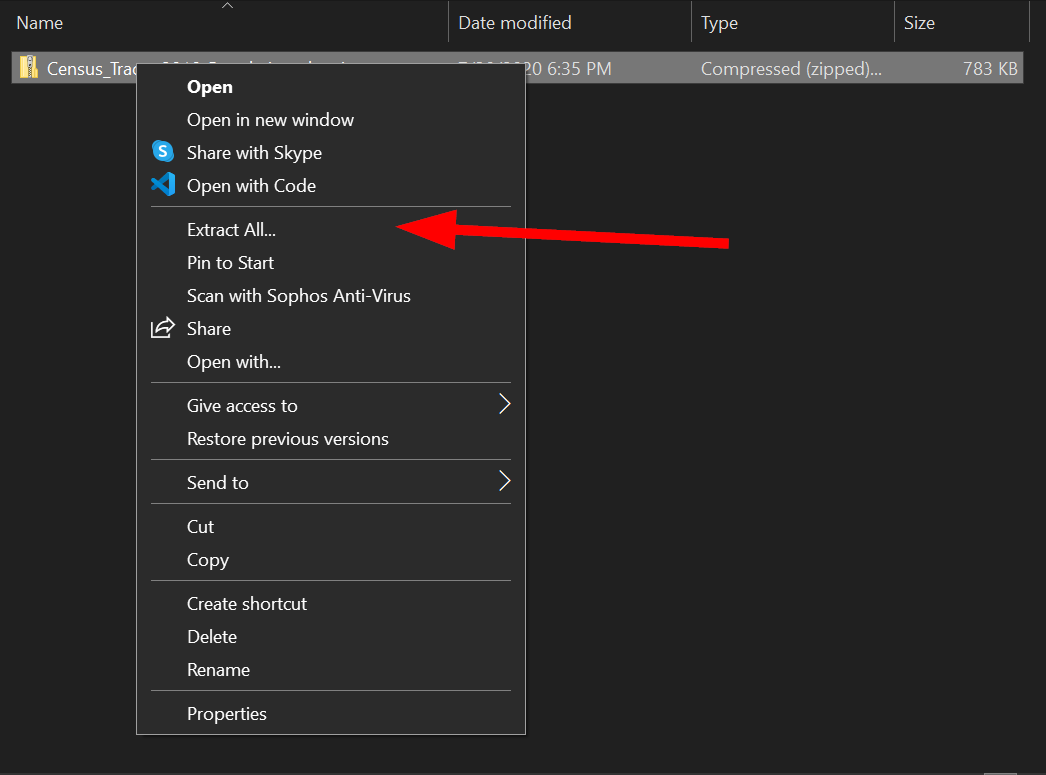 Name Date modified Type Size
Census_Trac 20 6:35 PM Compressed (zipped)... 783 KB
Open
Open in new window
Share with Skype
Open with Code
Extract All...
Pin to Start
Scan with Sophos Anti-Virus
Share
Open with...
Give access to
Restore previous versions
Send to
Cut
Copy
Create shortcut
Delete
Rename
Properties